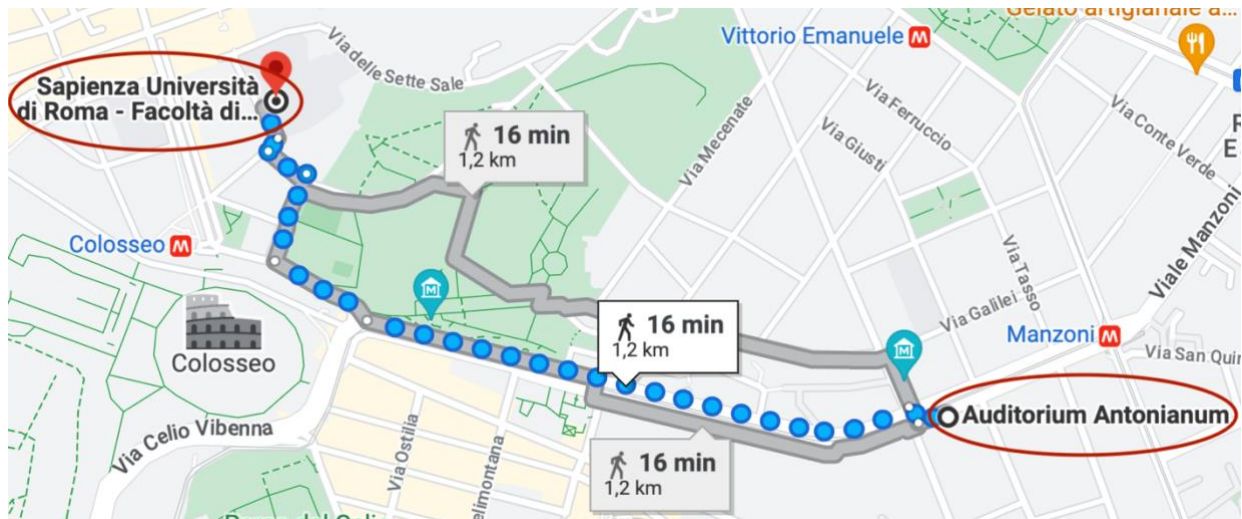 Gelato artigianale a...
Vittorio Emanuele M
Via delle Sette Sale
Sapienza Università
di Roma - Facoltà di...
16 min
1,2 km
Via Mecenate
Via Ferruccio
Via Giusti
Via Conte Verde
R
E
Viale Manzoni
Colosseo M
Via Tasso
Via Galilei
Manzoni M
Via San Quir
16 min
1,2 km
Colosseo
Auditorium Antonianum
Via Celio Vibenna
Via Ostilia
elimontana
16 min
1,2 km